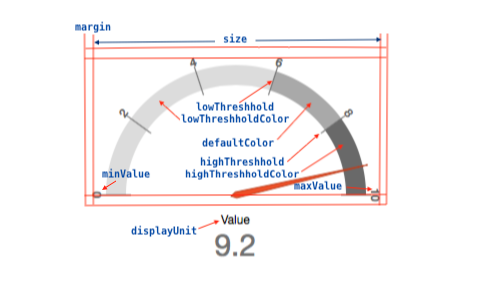 margin
size
4
6
2
8
lowThreshhold
lowThreshholdColor
defaultColor
highThreshhold
highThreshholdColor
minValue
maxValue
0
10
displayUnit
Value
9.2